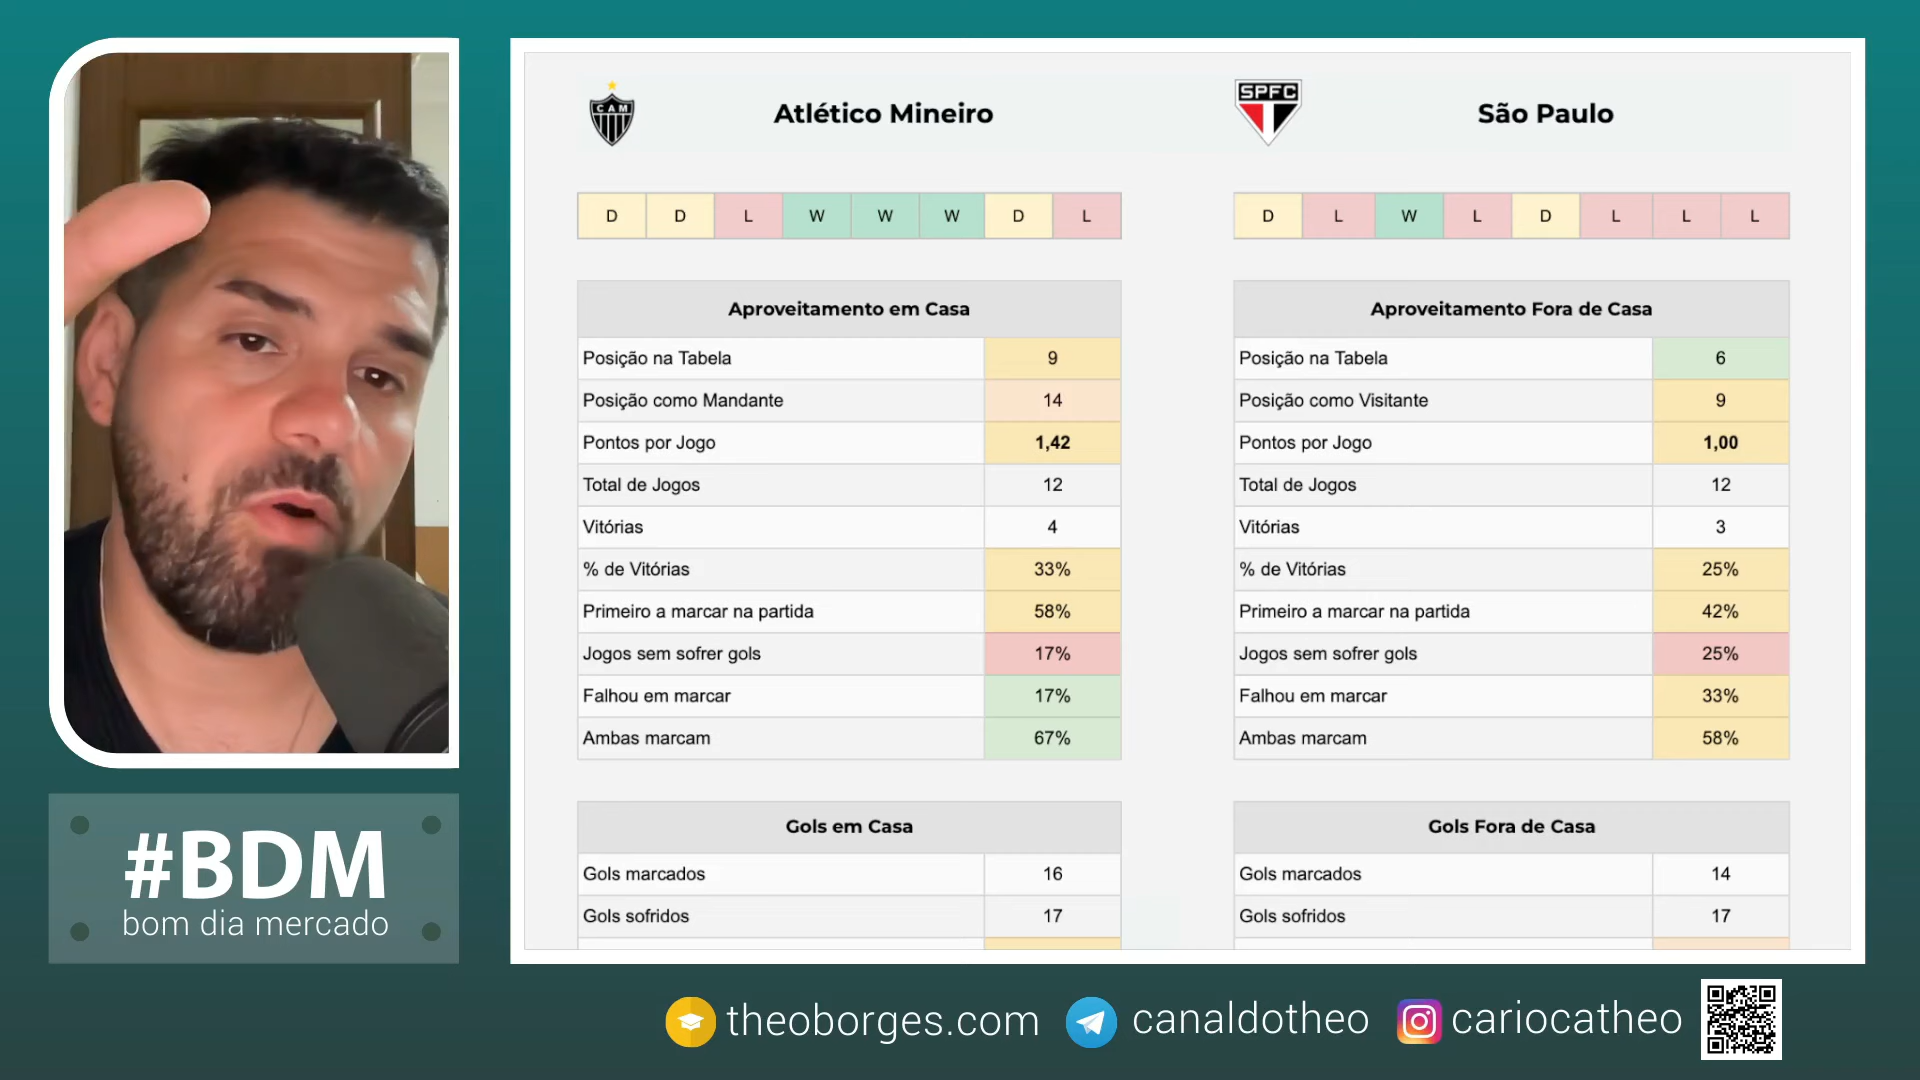 CAM
Atlético Mineiro
SPFC
São Paulo
D D L W W W D L
D L W L D L L L
Aproveitamento em Casa
Posição na Tabela 9
Posição como Mandante 14
Pontos por Jogo 1,42
Total de Jogos 12
Vitórias 4
% de Vitórias 33%
Primeiro a marcar na partida 58%
Jogos sem sofrer gols 17%
Falhou em marcar 17%
Ambas marcam 67%
Aproveitamento Fora de Casa
Posição na Tabela 6
Posição como Visitante 9
Pontos por Jogo 1,00
Total de Jogos 12
Vitórias 3
% de Vitórias 25%
Primeiro a marcar na partida 42%
Jogos sem sofrer gols 25%
Falhou em marcar 33%
Ambas marcam 58%
Gols em Casa
Gols marcados 16
Gols sofridos 17
Gols Fora de Casa
Gols marcados 14
Gols sofridos 17
#BDM
bom dia mercado
theoborges.com
canaldotheo
cariocatheo